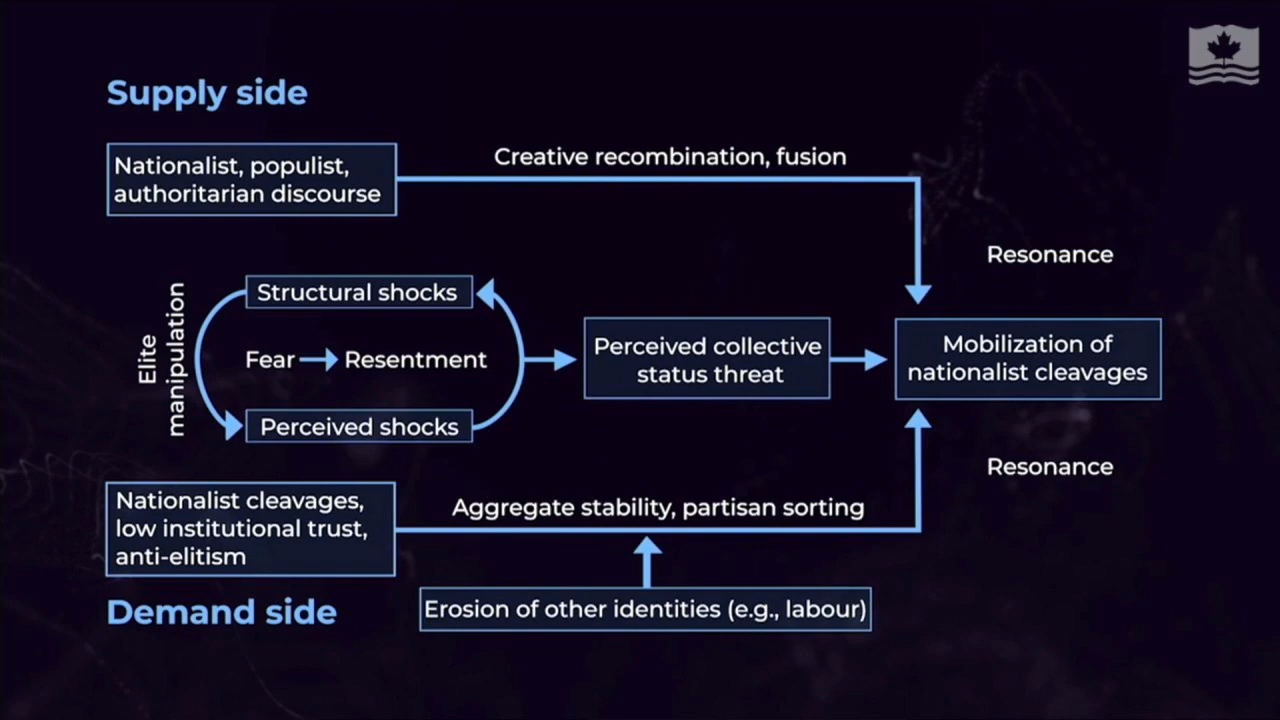 Supply side
Nationalist, populist,
authoritarian discourse
Creative recombination, fusion
Resonance
Elite
manipulation
Structural shocks
Fear
Resentment
Perceived shocks
Perceived collective
status threat
Mobilization of
nationalist cleavages
Resonance
Nationalist cleavages,
low institutional trust,
anti-elitism
Aggregate stability, partisan sorting
Demand side
Erosion of other identities (e.g., labour)